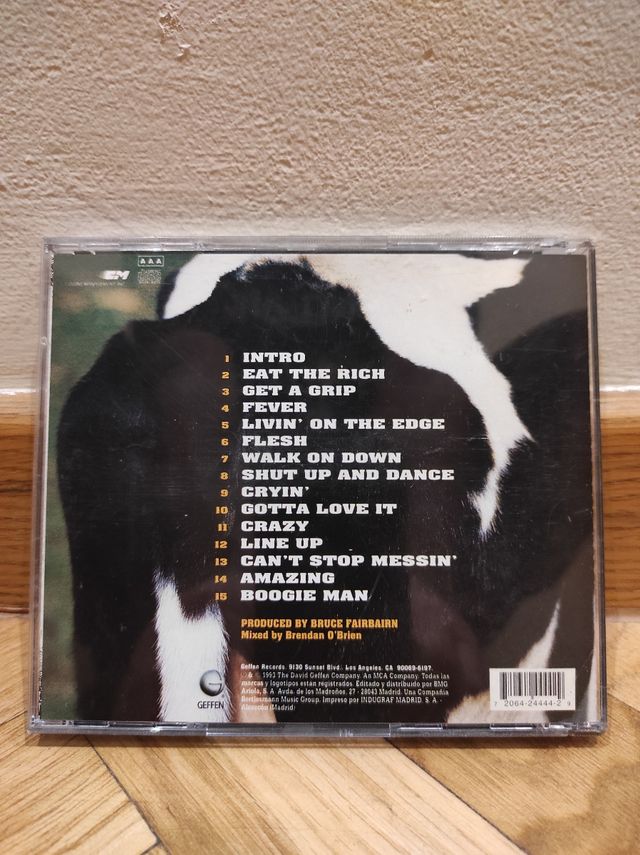 AAA
1 INTRO
2 EAT THE RICH
3 GET A GRIP
4 FEVER
5 LIVIN' ON THE EDGE
6 FLESH
7 WALK ON DOWN
8 SHUT UP AND DANCE
9 CRYIN'
10 GOTTA LOVE IT
11 CRAZY
12 LINE UP
13 CAN'T STOP MESSIN'
14 AMAZING
15 BOOGIE MAN
PRODUCED BY BRUCE FAIRBAIRN
Mixed by Brendan O'Brien
Geffen Records 9130 Sunset Blvd. Los Angeles, CA 90069-6197.
℗ & © 1993 The David Geffen Company. An MCA Company. Todas las
marcas y logotipos están registrados. Editado y distribuido por BMG
Ariola, S. A. Avda. de los Madroños, 27 - 28043 Madrid. Una Compañía
Bertelsmann Music Group. Impreso por INDUGRAF MADRID, S. A. -
Alcorcón (Madrid)
GEFFEN
7 20642-4444-2 9